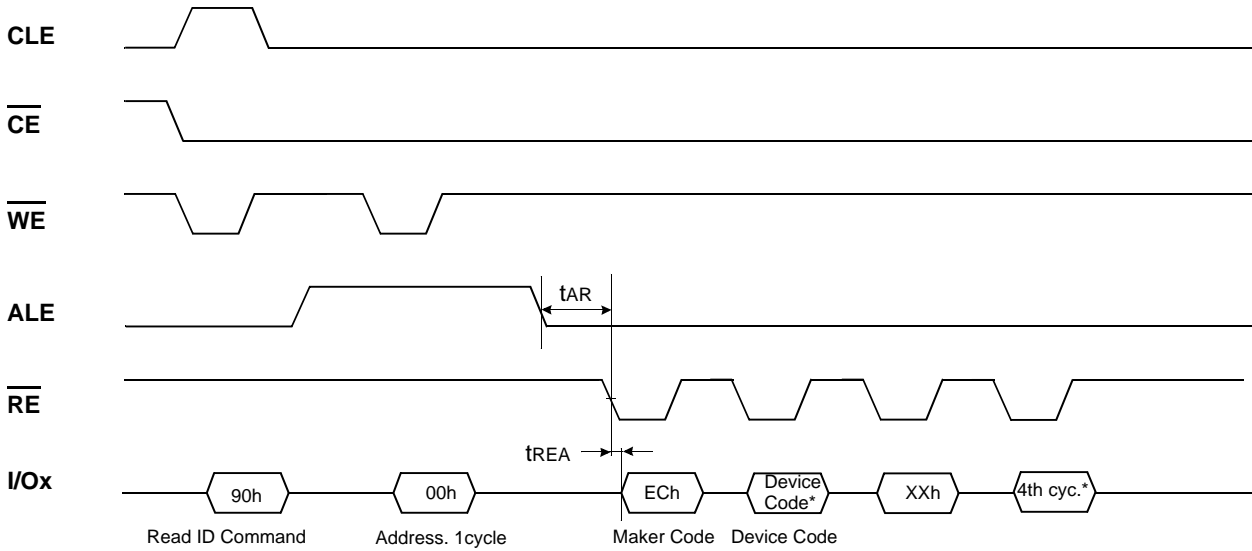 CLE
CE
WE
ALE
tAR
RE
tREA
I/Ox
90h
00h
ECh
Device
Code*
XXh
4th cyc.*
Read ID Command
Address. 1cycle
Maker Code
Device Code